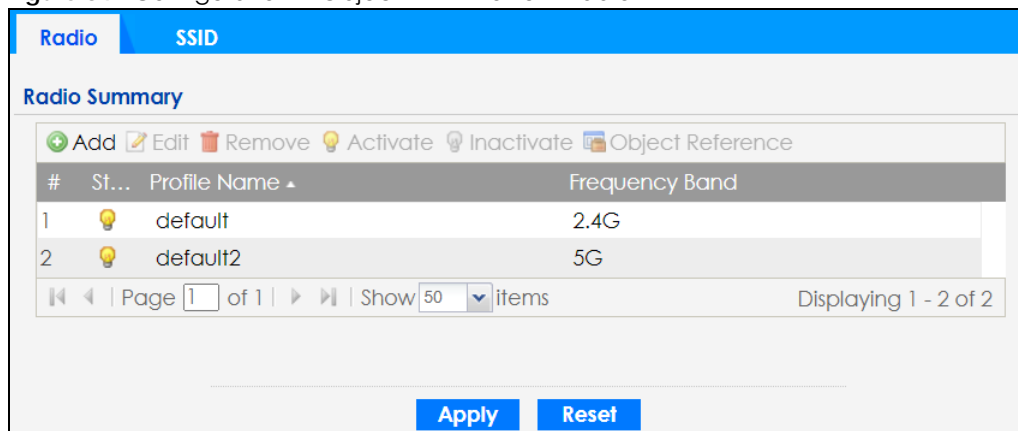 Radio SSID
Radio Summary
Add Edit Remove Activate Inactivate Object Reference
# St... Profile Name Frequency Band
1 default 2.4G
2 default2 5G
Page 1 of 1 Show 50 items Displaying 1 - 2 of 2
Apply Reset